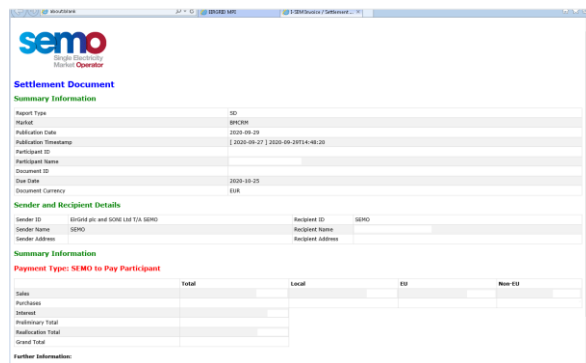 semo
Single Electricity
Market Operator
Settlement Document
Summary Information
Report Type SD
Market BMCRM
Publication Date 2020-09-29
Publication Timestamp [ 2020-09-27 ] 2020-09-29T14:48:20
Participant ID
Participant Name
Document ID
Due Date 2020-10-25
Document Currency EUR
Sender and Recipient Details
Sender ID EirGrid plc and SONI Ltd T/A SEMO Recipient ID SEMO
Sender Name SEMO Recipient Name
Sender Address Recipient Address
Summary Information
Payment Type: SEMO to Pay Participant
Total Local EU Non-EU
Sales
Purchases
Interest
Preliminary Total
Reallocation Total
Grand Total
Further Information: